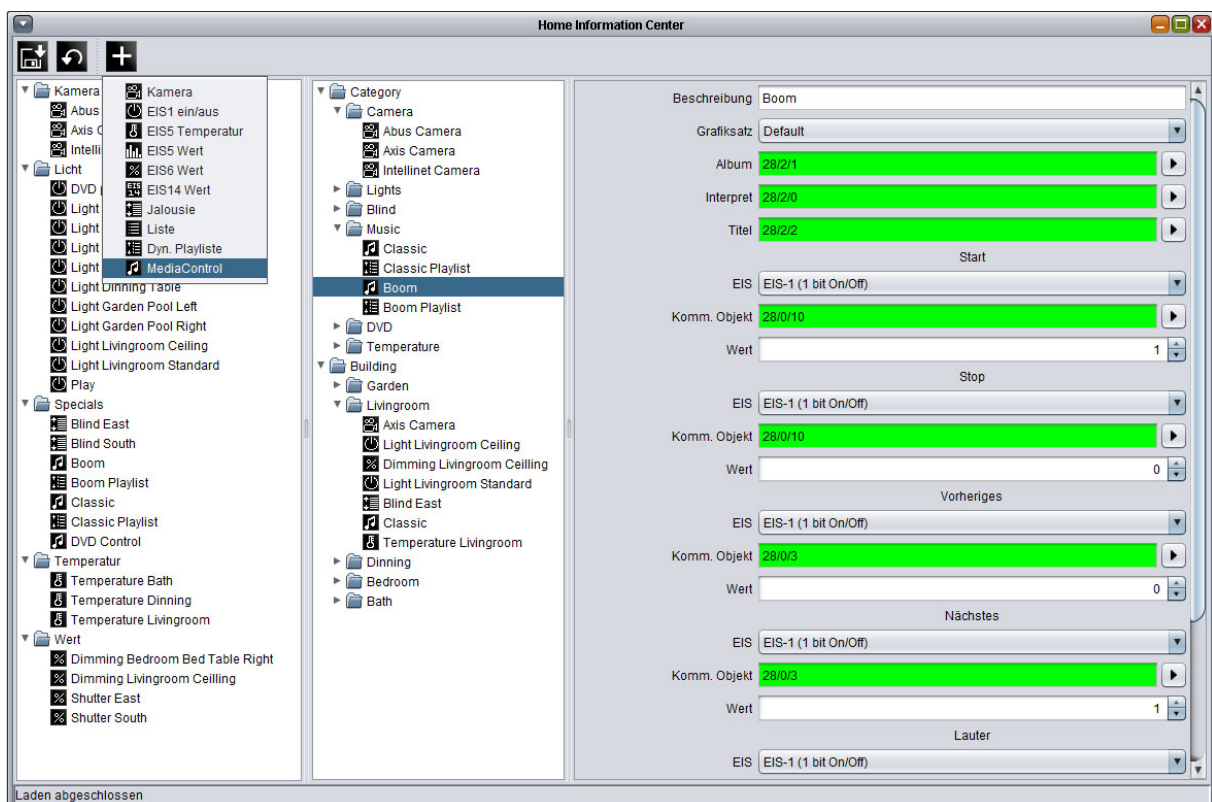 Home Information Center
Kamera
EIS1 ein/aus
EIS5 Temperatur
EIS5 Wert
EIS6 Wert
EIS14 Wert
Jalousie
Liste
Dyn. Playliste
MediaControl
Kamera
Abus
Axis
Intelli
Licht
DVD
Light
Light
Light
Light
Light Dinning Table
Light Garden Pool Left
Light Garden Pool Right
Light Livingroom Ceiling
Light Livingroom Standard
Play
Specials
Blind East
Blind South
Boom
Boom Playlist
Classic
Classic Playlist
DVD Control
Temperatur
Temperature Bath
Temperature Dinning
Temperature Livingroom
Wert
Dimming Bedroom Bed Table Right
Dimming Livingroom Ceilling
Shutter East
Shutter South
Category
Camera
Abus Camera
Axis Camera
Intellinet Camera
Lights
Blind
Music
Classic
Classic Playlist
Boom
Boom Playlist
DVD
Temperature
Building
Garden
Livingroom
Axis Camera
Light Livingroom Ceiling
Dimming Livingroom Ceilling
Light Livingroom Standard
Blind East
Classic
Temperature Livingroom
Dinning
Bedroom
Bath
Beschreibung Boom
Grafiksatz Default
Album 28/2/1
Interpret 28/2/0
Titel 28/2/2
Start
EIS EIS-1 (1 bit On/Off)
Komm. Objekt 28/0/10
Wert 1
Stop
EIS EIS-1 (1 bit On/Off)
Komm. Objekt 28/0/10
Wert 0
Vorheriges
EIS EIS-1 (1 bit On/Off)
Komm. Objekt 28/0/3
Wert 0
Nächstes
EIS EIS-1 (1 bit On/Off)
Komm. Objekt 28/0/3
Wert 1
Lauter
EIS EIS-1 (1 bit On/Off)
Laden abgeschlossen